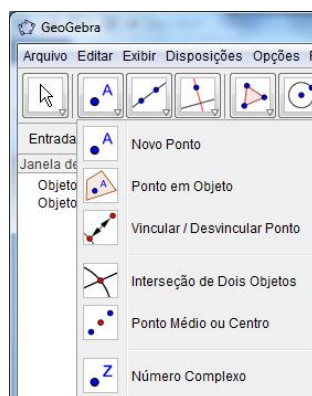 GeoGebra
Arquivo Editar Exibir Disposições Opções
A
Entrada
A Novo Ponto
Janela de
Objeto
A Ponto em Objeto
Objeto
Vincular / Desvincular Ponto
Interseção de Dois Objetos
Ponto Médio ou Centro
Z Número Complexo